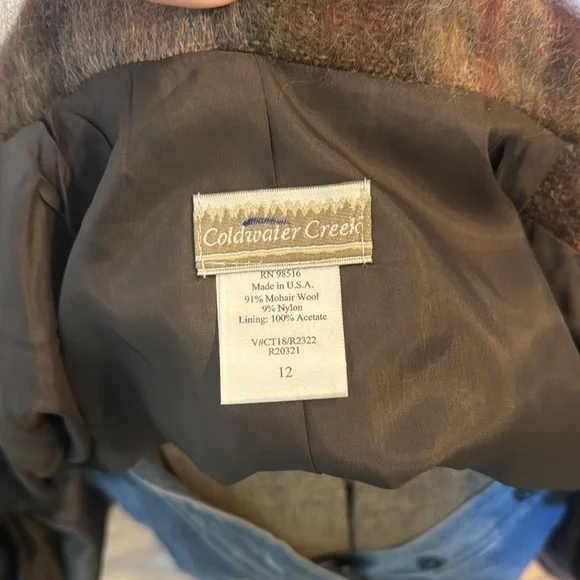 Coldwater Creek
RN 98516
Made in U.S.A.
91% Mohair Wool
9% Nylon
Lining: 100% Acetate
V#CT18/R2322
R20321
12